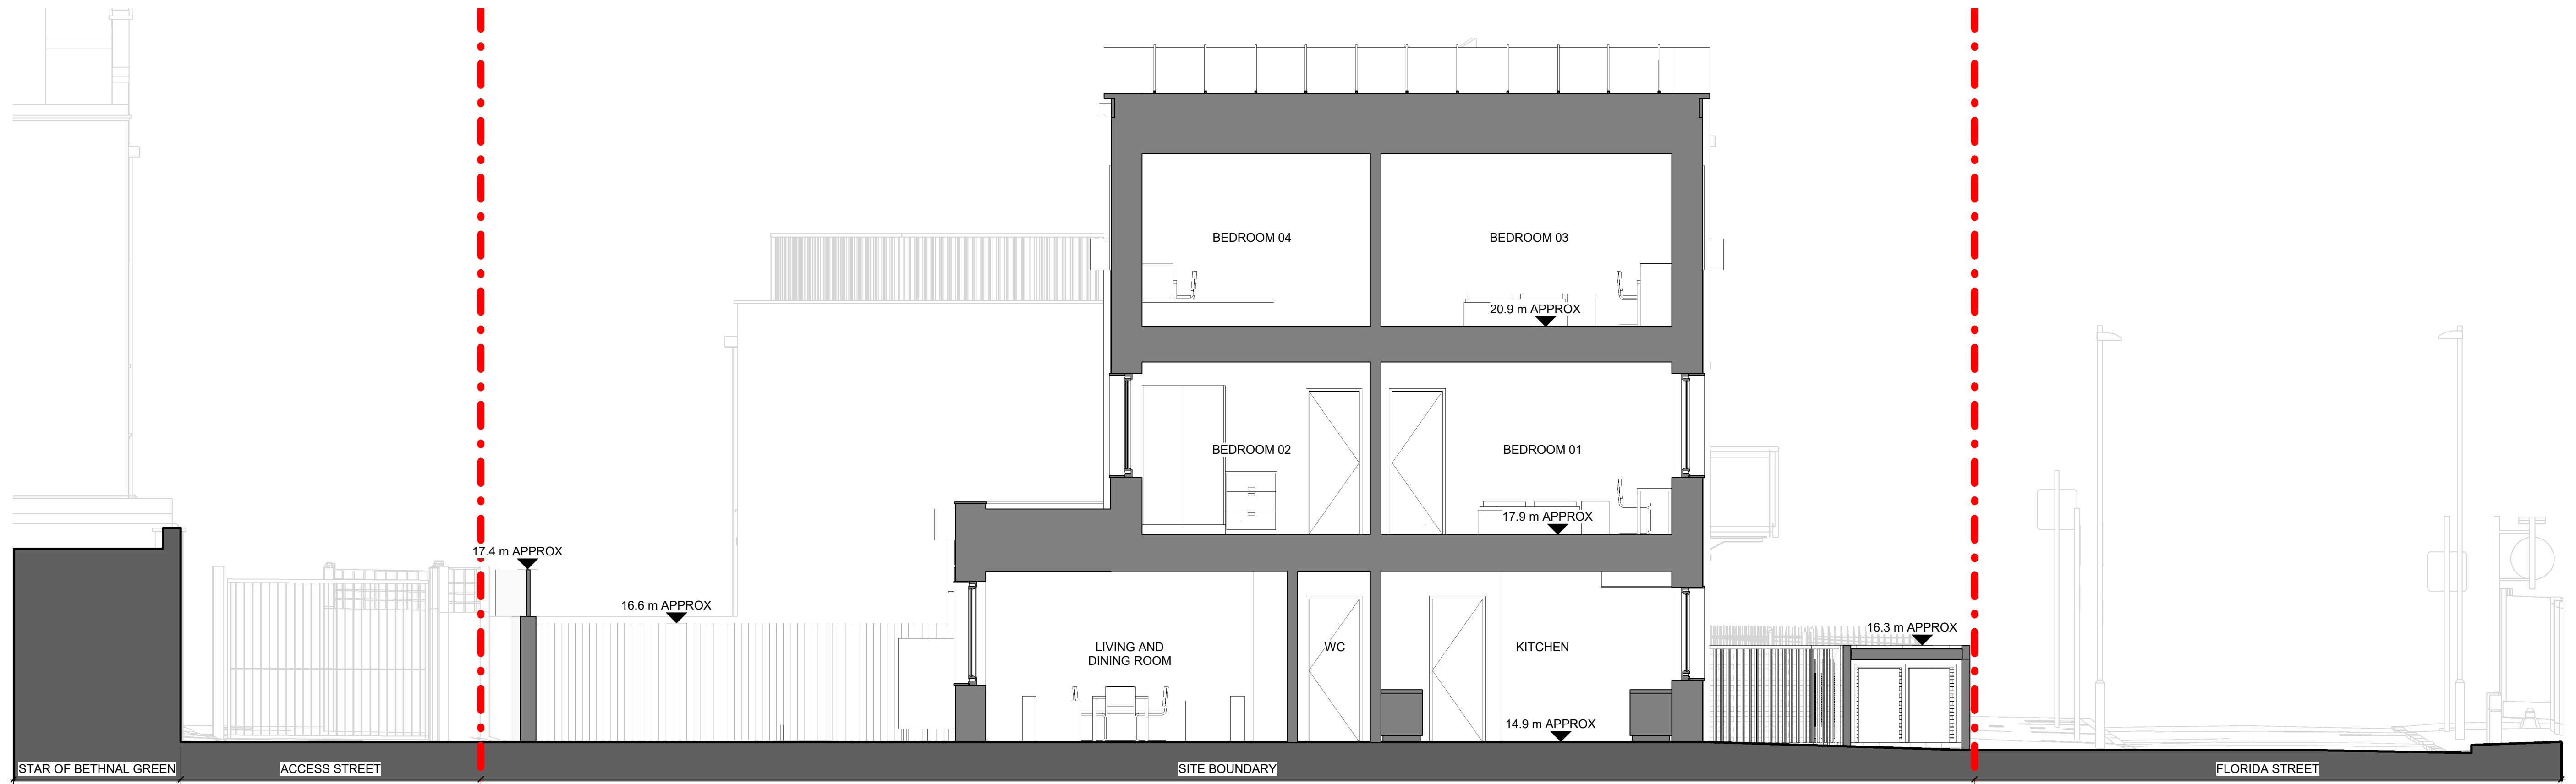 BEDROOM 04
BEDROOM 03
20.9 m APPROX
BEDROOM 02
BEDROOM 01
17.9 m APPROX
17.4 m APPROX
16.6 m APPROX
16.3 m APPROX
LIVING AND
DINING ROOM
WC
KITCHEN
14.9 m APPROX
STAR OF BETHNAL GREEN
ACCESS STREET
SITE BOUNDARY
FLORIDA STREET